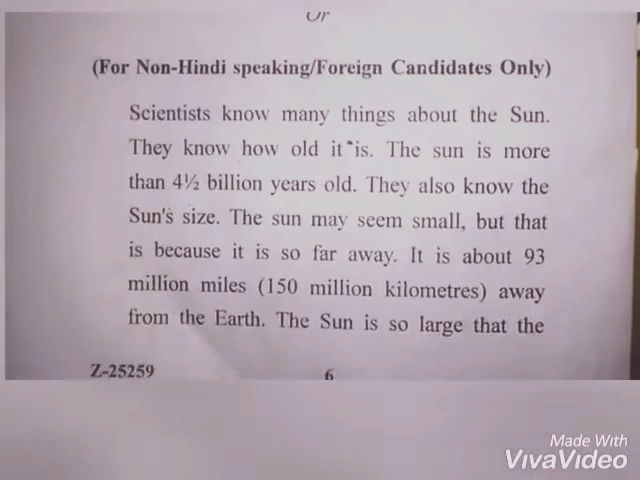 Or
(For Non-Hindi speaking/Foreign Candidates Only)
Scientists know many things about the Sun.
They know how old it is. The sun is more
than 4½ billion years old. They also know the
Sun's size. The sun may seem small, but that
is because it is so far away. It is about 93
million miles (150 million kilometres) away
from the Earth. The Sun is so large that the
Z-25259
6
Made With
VivaVideo